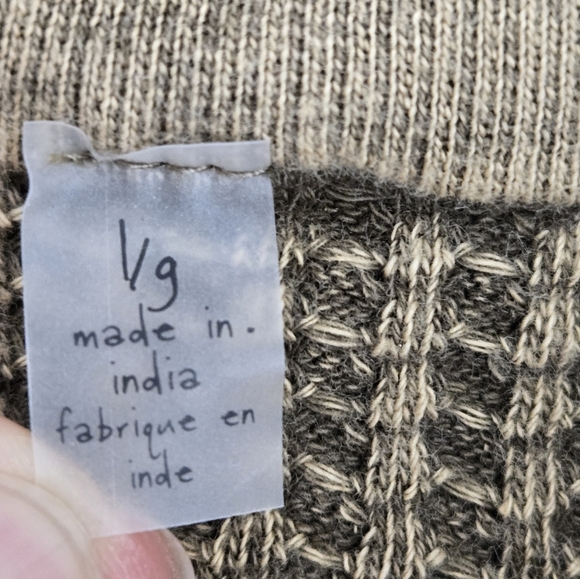 l/g
made in.
india
fabrique en
inde